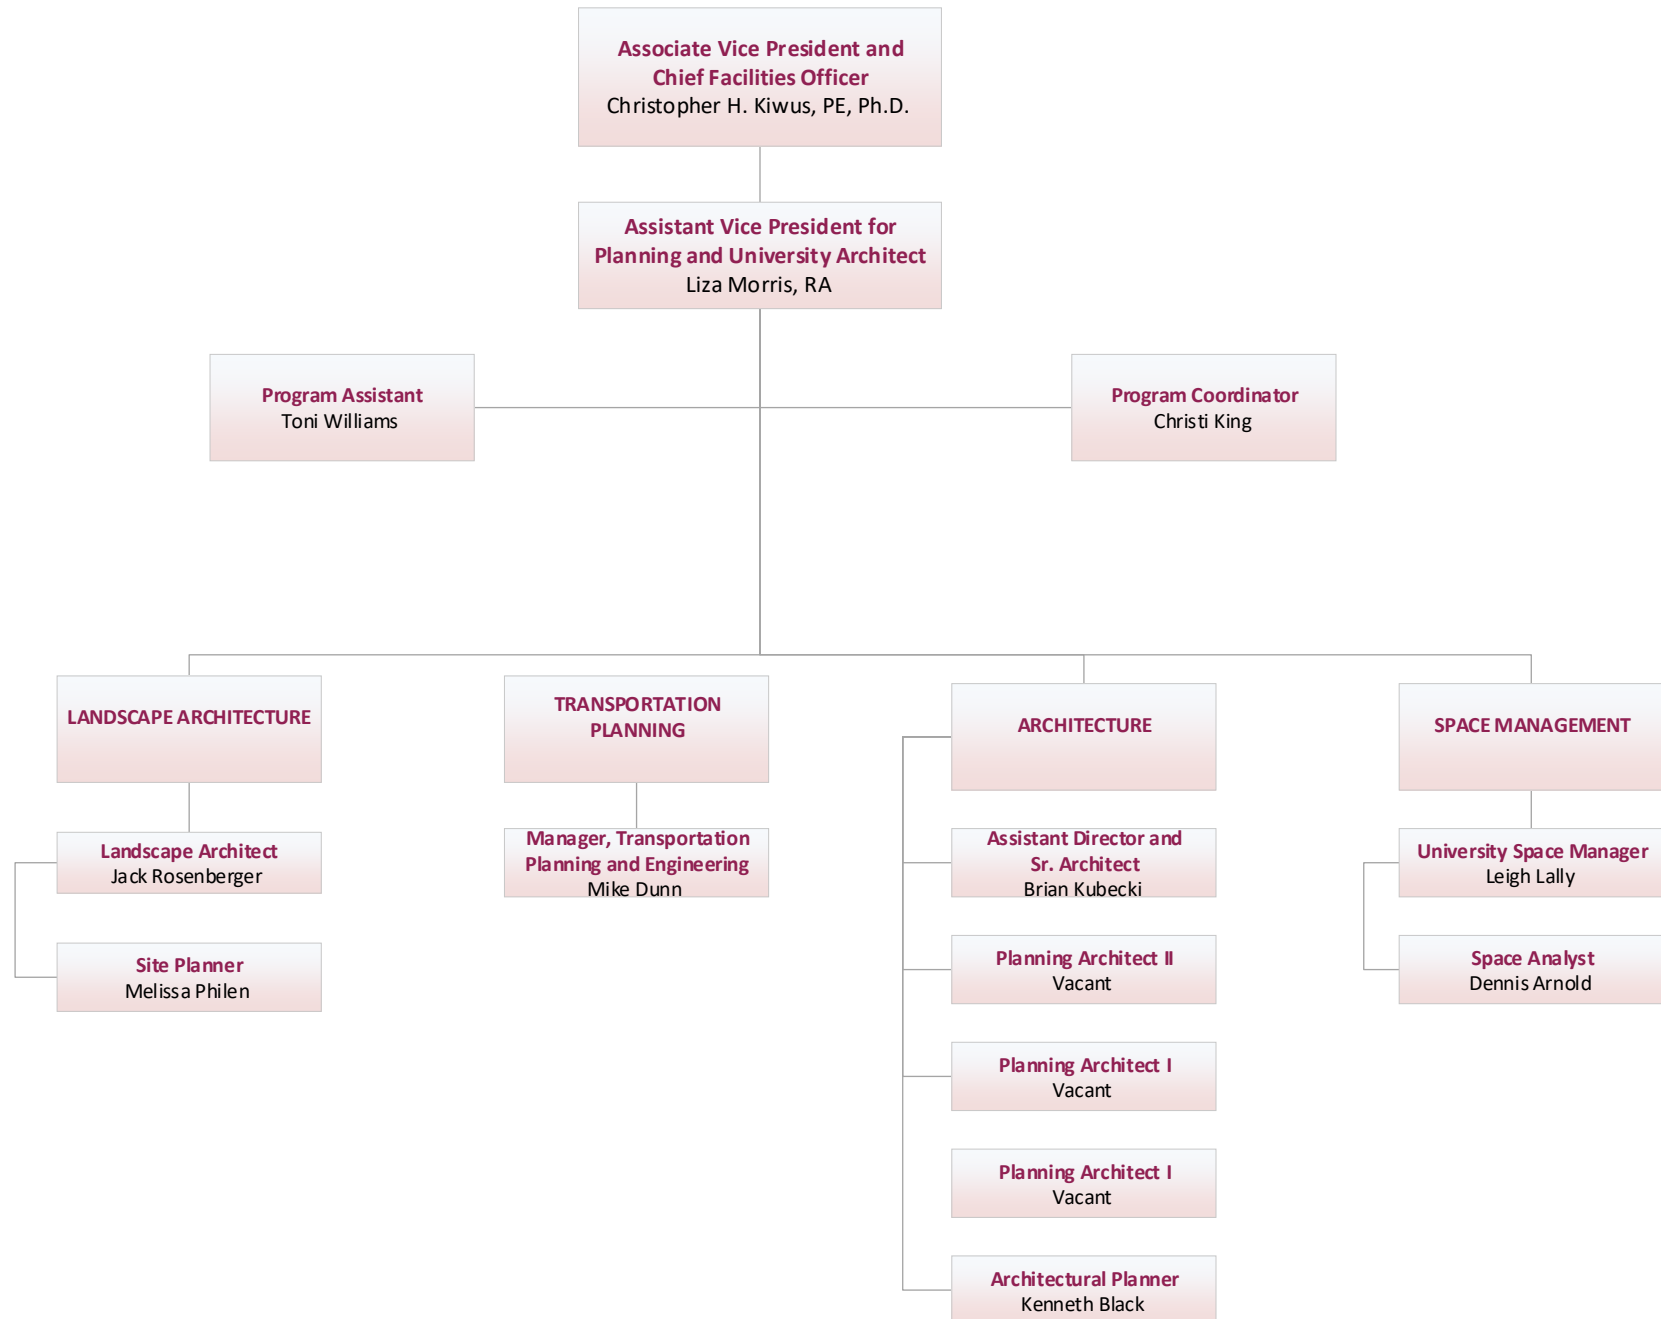 Associate Vice President and
Chief Facilities Officer
Christopher H. Kiwus, PE, Ph.D.
Assistant Vice President for
Planning and University Architect
Liza Morris, RA
Program Assistant
Toni Williams
Program Coordinator
Christi King
LANDSCAPE ARCHITECTURE
Landscape Architect
Jack Rosenberger
Site Planner
Melissa Philen
TRANSPORTATION
PLANNING
Manager, Transportation
Planning and Engineering
Mike Dunn
ARCHITECTURE
Assistant Director and
Sr. Architect
Brian Kubecki
Planning Architect II
Vacant
Planning Architect I
Vacant
Planning Architect I
Vacant
Architectural Planner
Kenneth Black
SPACE MANAGEMENT
University Space Manager
Leigh Lally
Space Analyst
Dennis Arnold